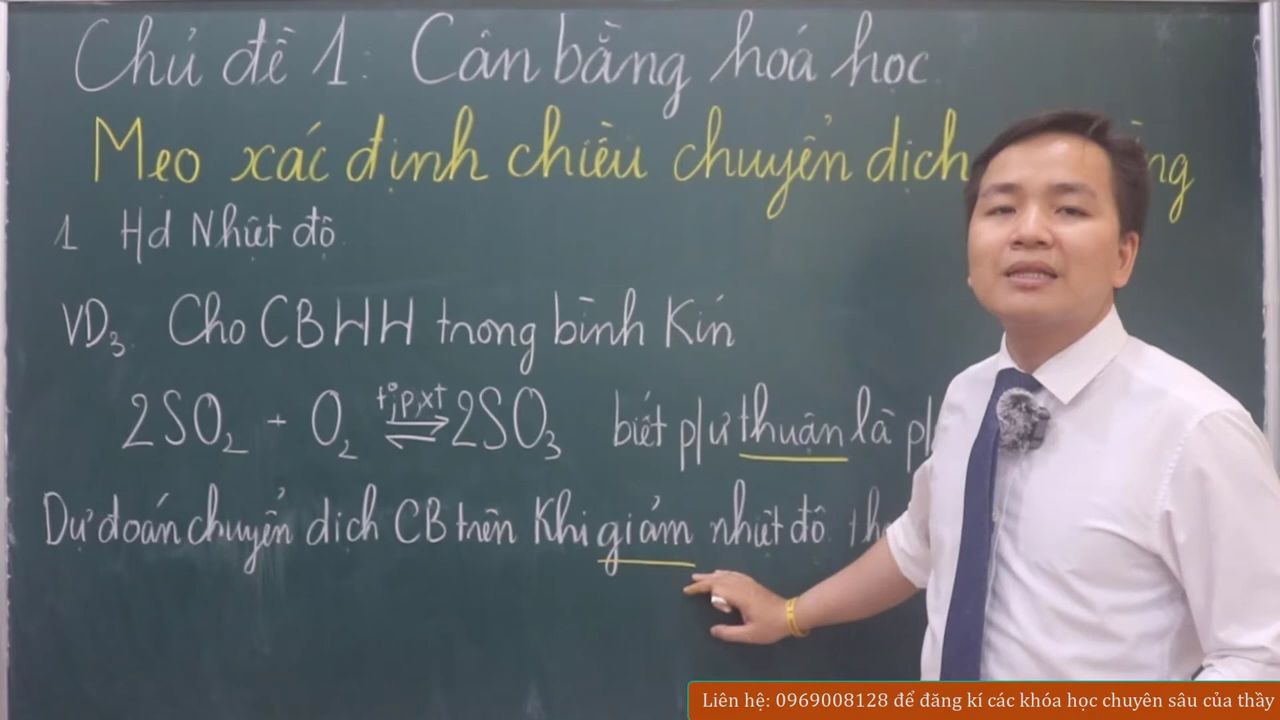 Chủ đề 1: Cân bằng hoá học.
Mẹo xác định chiều chuyển dịch
1 Hd Nhiệt độ.
VD3. Cho CBHH trong bình Kín
2SO2 + O2 t°,p,xt ⇌ 2SO3 biết p/ư thuận là
Dự đoán chuyển dịch CB trên Khi giảm nhiệt độ.
Liên hệ: 0969008128 để đăng kí các khóa học chuyên sâu của thầy